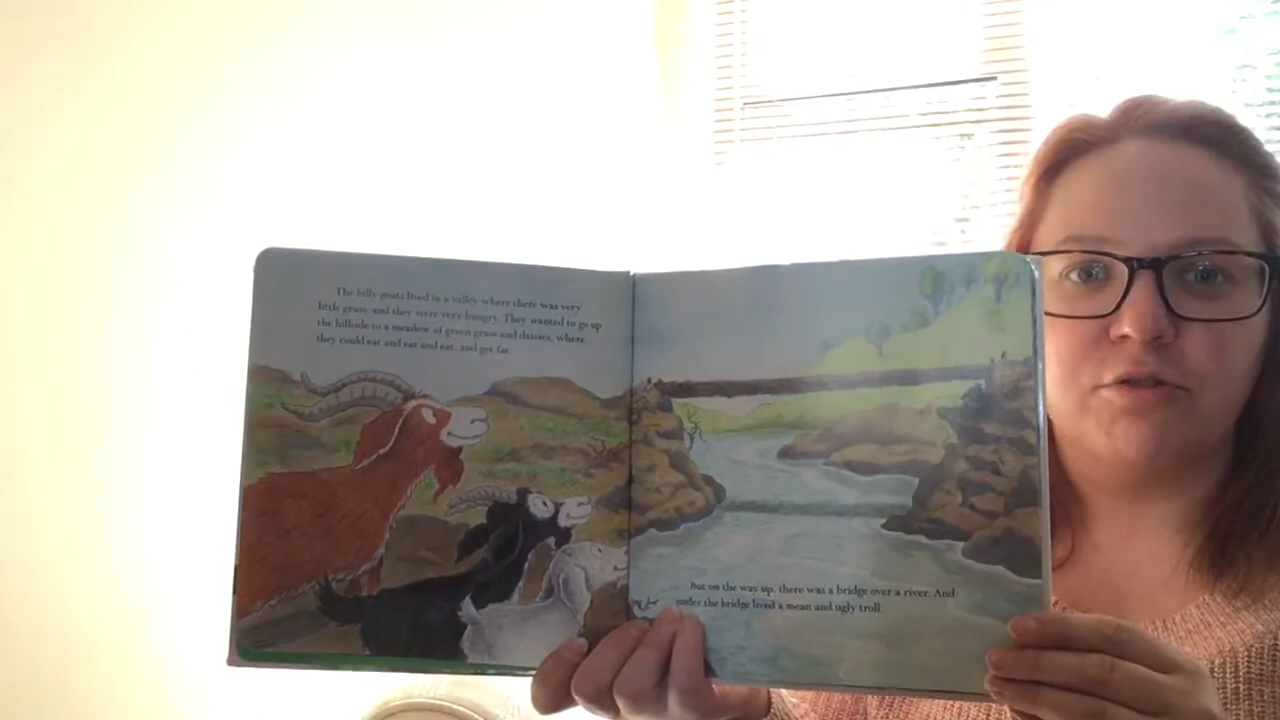 The billy goats lived in a valley where there was very
little grass, and they were very hungry. They wanted to go up
the hillside to a meadow of green grass and daisies, where
they could eat and eat and eat, and get fat.
But on the way up, there was a bridge over a river. And
under the bridge lived a mean and ugly troll.